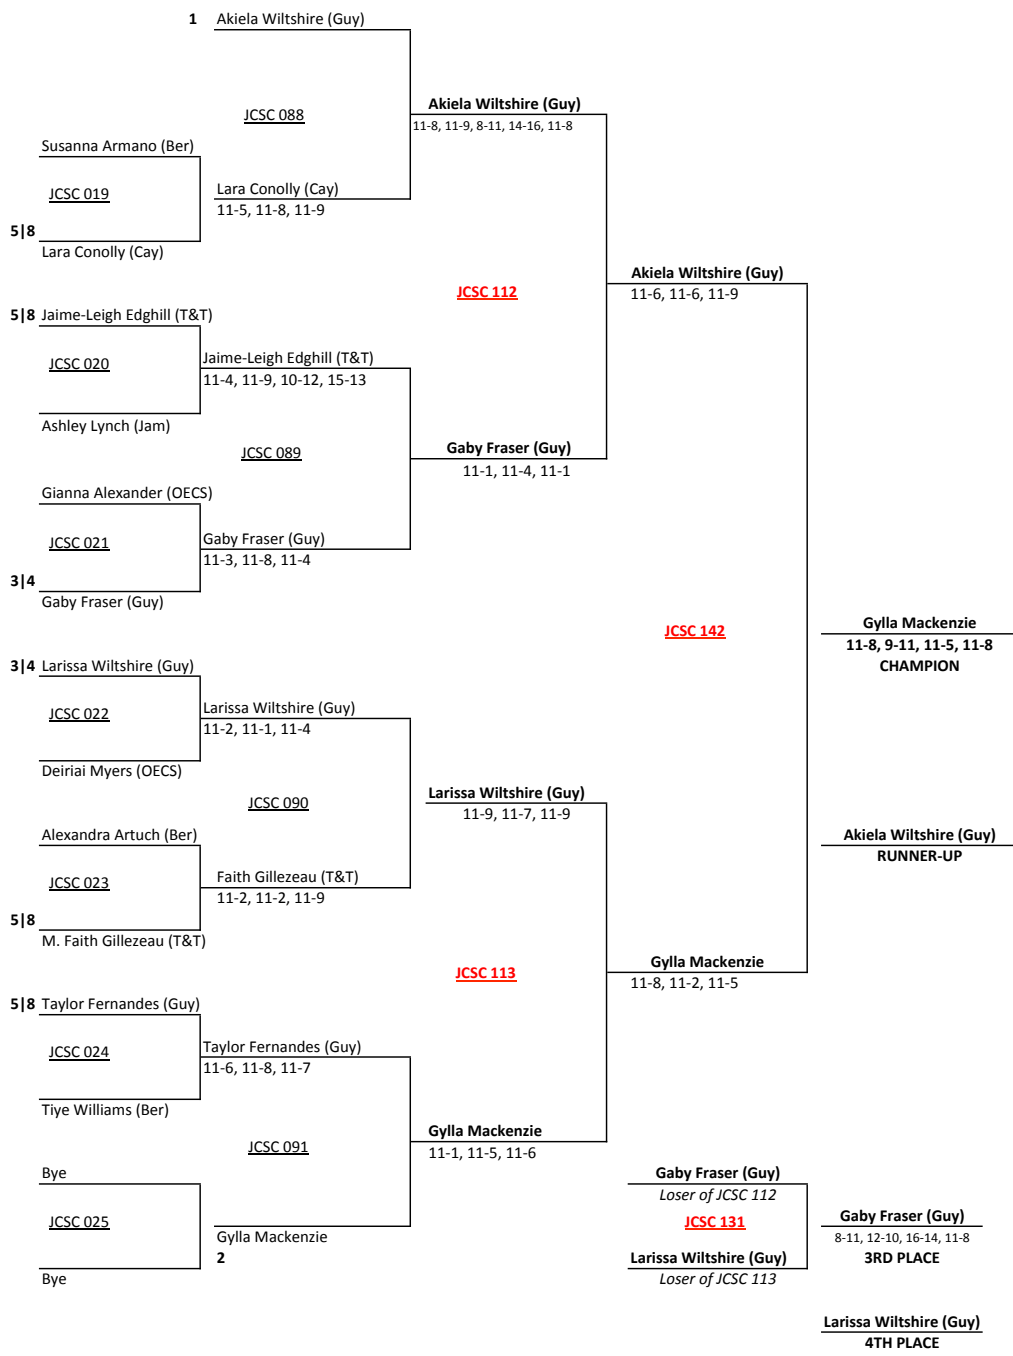 1 Akiela Wiltshire (Guy)
JCSC 088
Akiela Wiltshire (Guy)
11-8, 11-9, 8-11, 14-16, 11-8
Susanna Armano (Ber)
JCSC 019
Lara Conolly (Cay)
11-5, 11-8, 11-9
5|8
Lara Conolly (Cay)
JCSC 112
Akiela Wiltshire (Guy)
11-6, 11-6, 11-9
5|8 Jaime-Leigh Edghill (T&T)
JCSC 020
Jaime-Leigh Edghill (T&T)
11-4, 11-9, 10-12, 15-13
Ashley Lynch (Jam)
JCSC 089
Gaby Fraser (Guy)
11-1, 11-4, 11-1
Gianna Alexander (OECS)
JCSC 021
Gaby Fraser (Guy)
11-3, 11-8, 11-4
3|4
Gaby Fraser (Guy)
JCSC 142
Gylla Mackenzie
11-8, 9-11, 11-5, 11-8
CHAMPION
3|4 Larissa Wiltshire (Guy)
JCSC 022
Larissa Wiltshire (Guy)
11-2, 11-1, 11-4
Deiriai Myers (OECS)
JCSC 090
Larissa Wiltshire (Guy)
11-9, 11-7, 11-9
Alexandra Artuch (Ber)
Akiela Wiltshire (Guy)
RUNNER-UP
JCSC 023
Faith Gillezeau (T&T)
11-2, 11-2, 11-9
5|8
M. Faith Gillezeau (T&T)
JCSC 113
Gylla Mackenzie
11-8, 11-2, 11-5
5|8 Taylor Fernandes (Guy)
JCSC 024
Taylor Fernandes (Guy)
11-6, 11-8, 11-7
Tiye Williams (Ber)
JCSC 091
Gylla Mackenzie
11-1, 11-5, 11-6
Bye
JCSC 025
Gylla Mackenzie
2
Bye
Gaby Fraser (Guy)
Loser of JCSC 112
JCSC 131
Gaby Fraser (Guy)
8-11, 12-10, 16-14, 11-8
3RD PLACE
Larissa Wiltshire (Guy)
Loser of JCSC 113
Larissa Wiltshire (Guy)
4TH PLACE